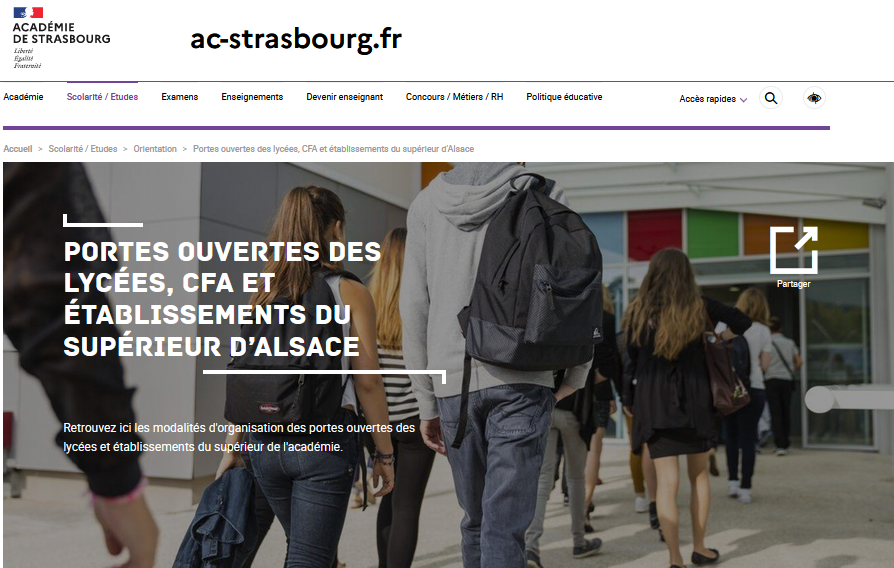 ACADÉMIE
DE STRASBOURG
Liberté
Égalité
Fraternité
ac-strasbourg.fr
Académie Scolarité / Etudes Examens Enseignements Devenir enseignant Concours / Métiers / RH Politique éducative Accès rapides
Accueil > Scolarité / Etudes > Orientation > Portes ouvertes des lycées, CFA et établissements du supérieur d'Alsace
PORTES OUVERTES DES
LYCÉES, CFA ET
ÉTABLISSEMENTS DU
SUPÉRIEUR D'ALSACE
Partager
Retrouvez ici les modalités d'organisation des portes ouvertes des
lycées et établissements du supérieur de l'académie.